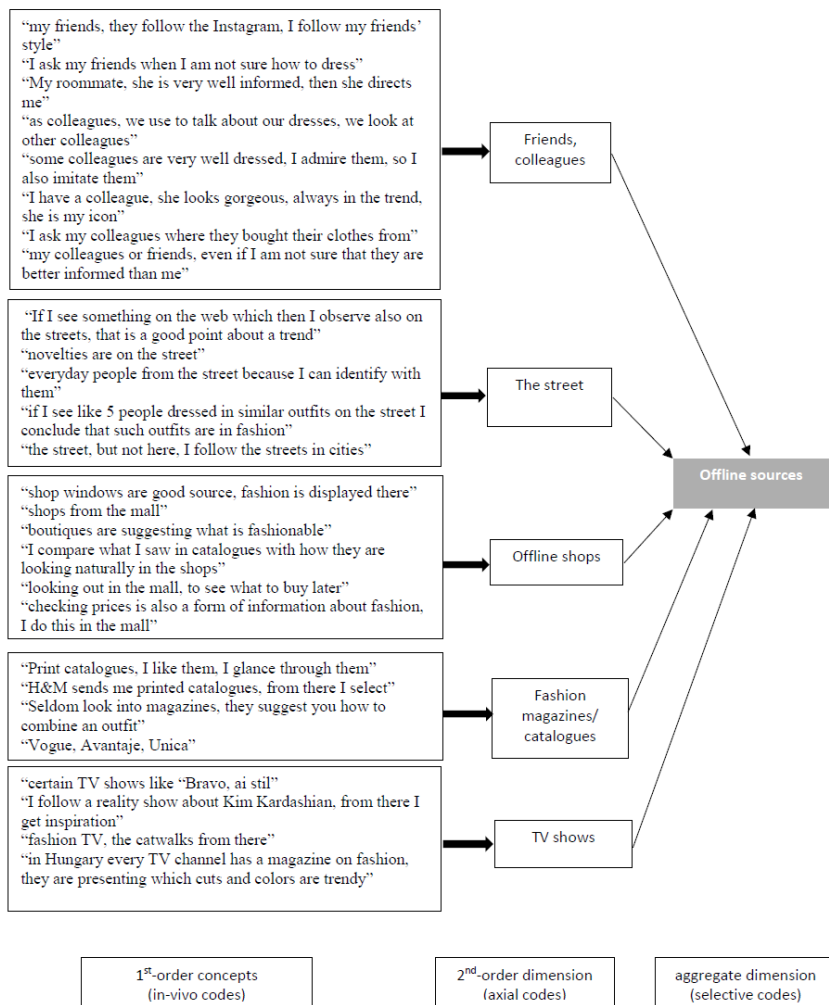 “my friends, they follow the Instagram, I follow my friends’
style”
“I ask my friends when I am not sure how to dress”
“My roommate, she is very well informed, then she directs
me”
“as colleagues, we use to talk about our dresses, we look at
other colleagues”
“some colleagues are very well dressed, I admire them, so I
also imitate them”
“I have a colleague, she looks gorgeous, always in the trend,
she is my icon”
“I ask my colleagues where they bought their clothes from”
“my colleagues or friends, even if I am not sure that they are
better informed than me”
Friends,
colleagues
“If I see something on the web which then I observe also on
the streets, that is a good point about a trend”
“novelties are on the street”
“everyday people from the street because I can identify with
them”
“if I see like 5 people dressed in similar outfits on the street I
conclude that such outfits are in fashion”
“the street, but not here, I follow the streets in cities”
The street
Offline sources
“shop windows are good source, fashion is displayed there”
“shops from the mall”
“boutiques are suggesting what is fashionable”
“I compare what I saw in catalogues with how they are
looking naturally in the shops”
“looking out in the mall, to see what to buy later”
“checking prices is also a form of information about fashion,
I do this in the mall”
Offline shops
“Print catalogues, I like them, I glance through them”
“H&M sends me printed catalogues, from there I select”
“Seldom look into magazines, they suggest you how to
combine an outfit”
“Vogue, Avantaje, Unica”
Fashion
magazines/
catalogues
“certain TV shows like “Bravo, ai stil”
“I follow a reality show about Kim Kardashian, from there I
get inspiration”
“fashion TV, the catwalks from there”
“in Hungary every TV channel has a magazine on fashion,
they are presenting which cuts and colors are trendy”
TV shows
1st-order concepts
(in-vivo codes)
2nd-order dimension
(axial codes)
aggregate dimension
(selective codes)